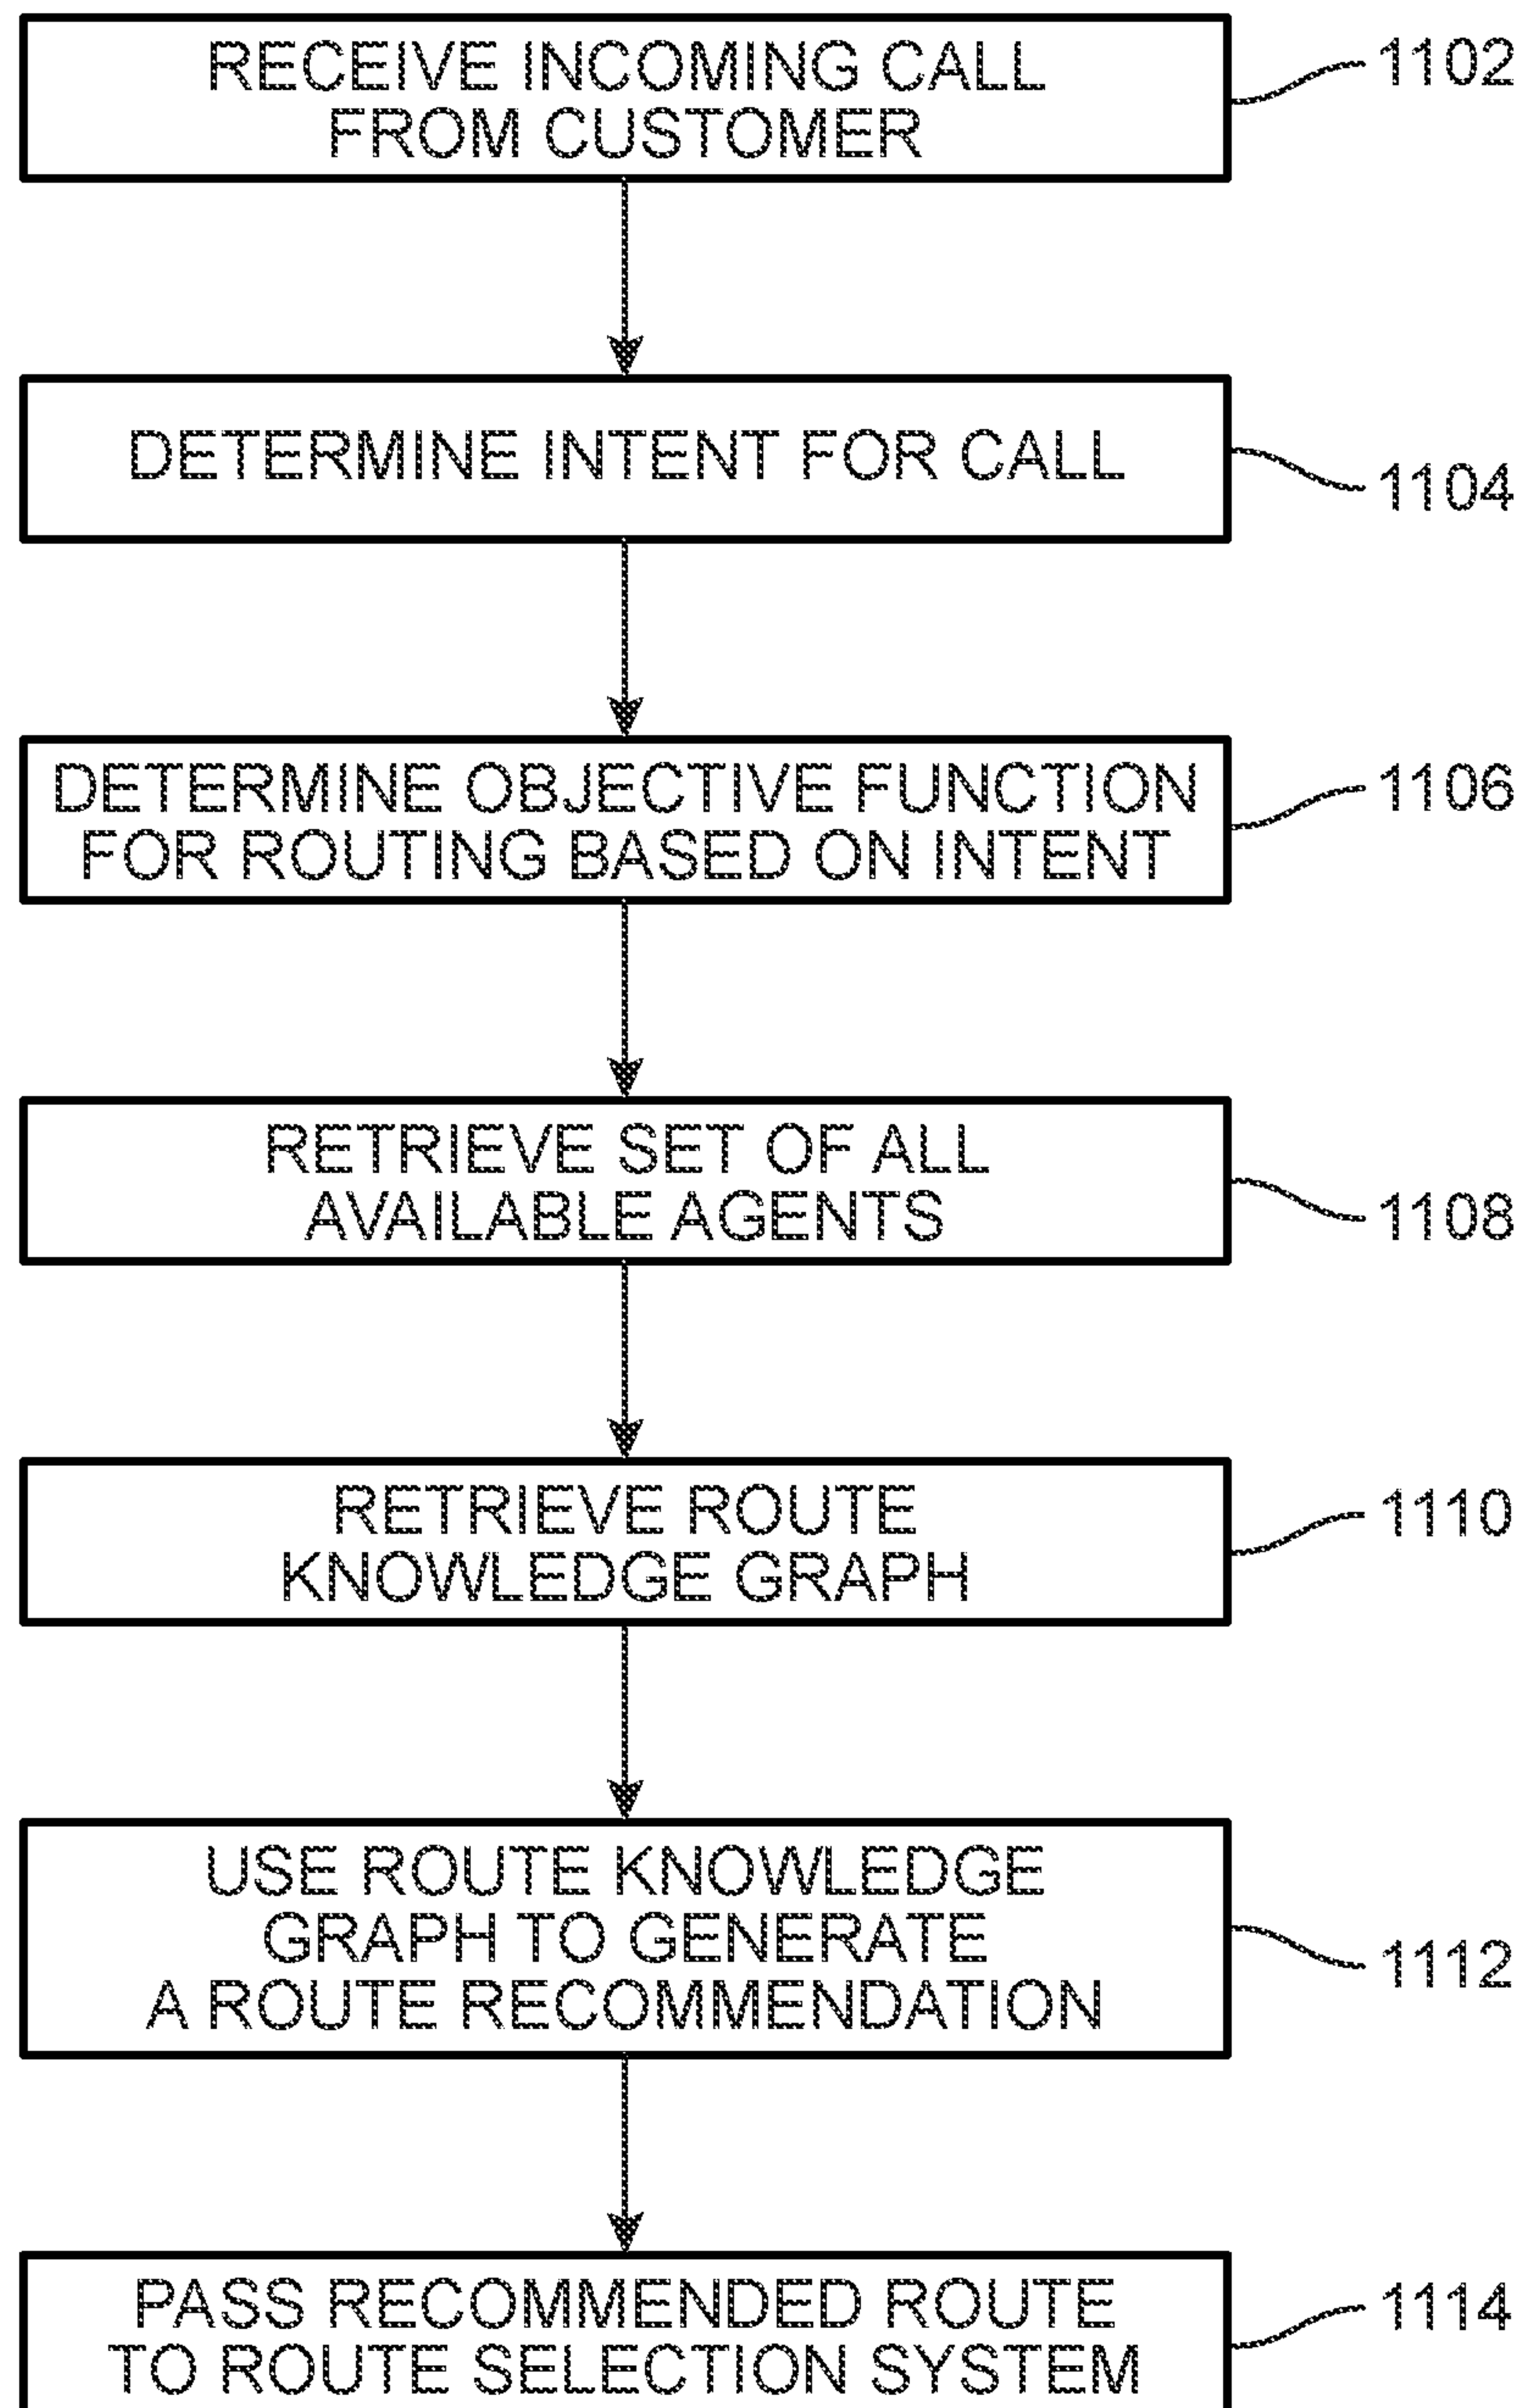 RECEIVE INCOMING CALL
FROM CUSTOMER
1102
DETERMINE INTENT FOR CALL
1104
DETERMINE OBJECTIVE FUNCTION
FOR ROUTING BASED ON INTENT
1106
RETRIEVE SET OF ALL
AVAILABLE AGENTS
1108
RETRIEVE ROUTE
KNOWLEDGE GRAPH
1110
USE ROUTE KNOWLEDGE
GRAPH TO GENERATE
A ROUTE RECOMMENDATION
1112
PASS RECOMMENDED ROUTE
TO ROUTE SELECTION SYSTEM
1114